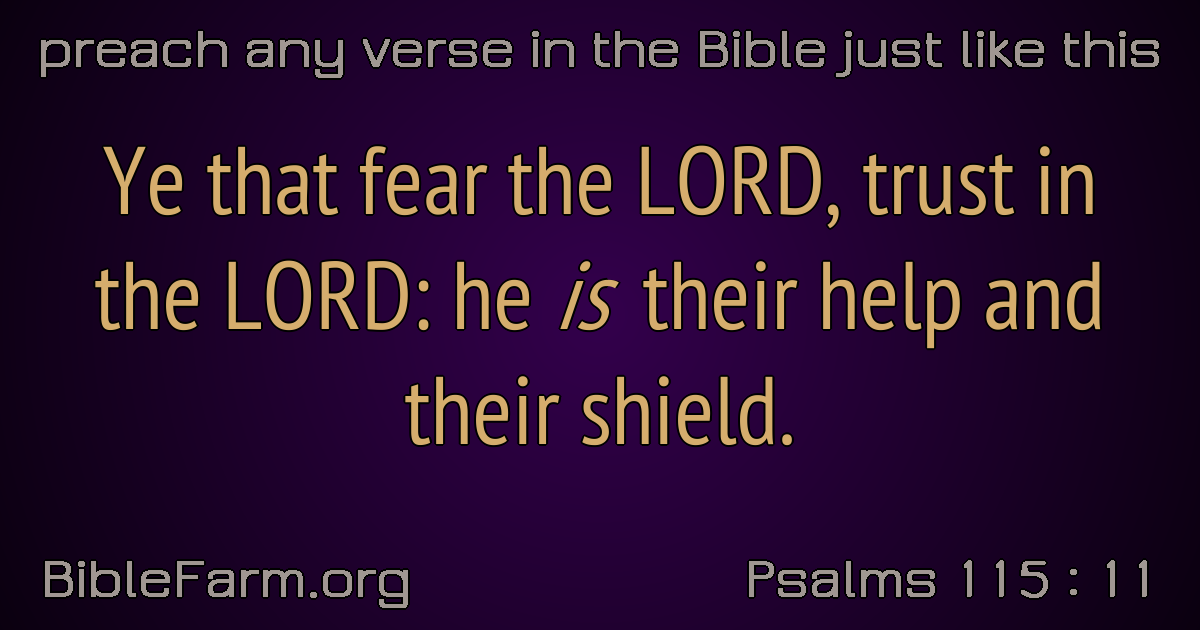 preach any verse in the Bible just like this
Ye that fear the LORD, trust in
the LORD: he is their help and
their shield.
BibleFarm.org
Psalms 115 : 11